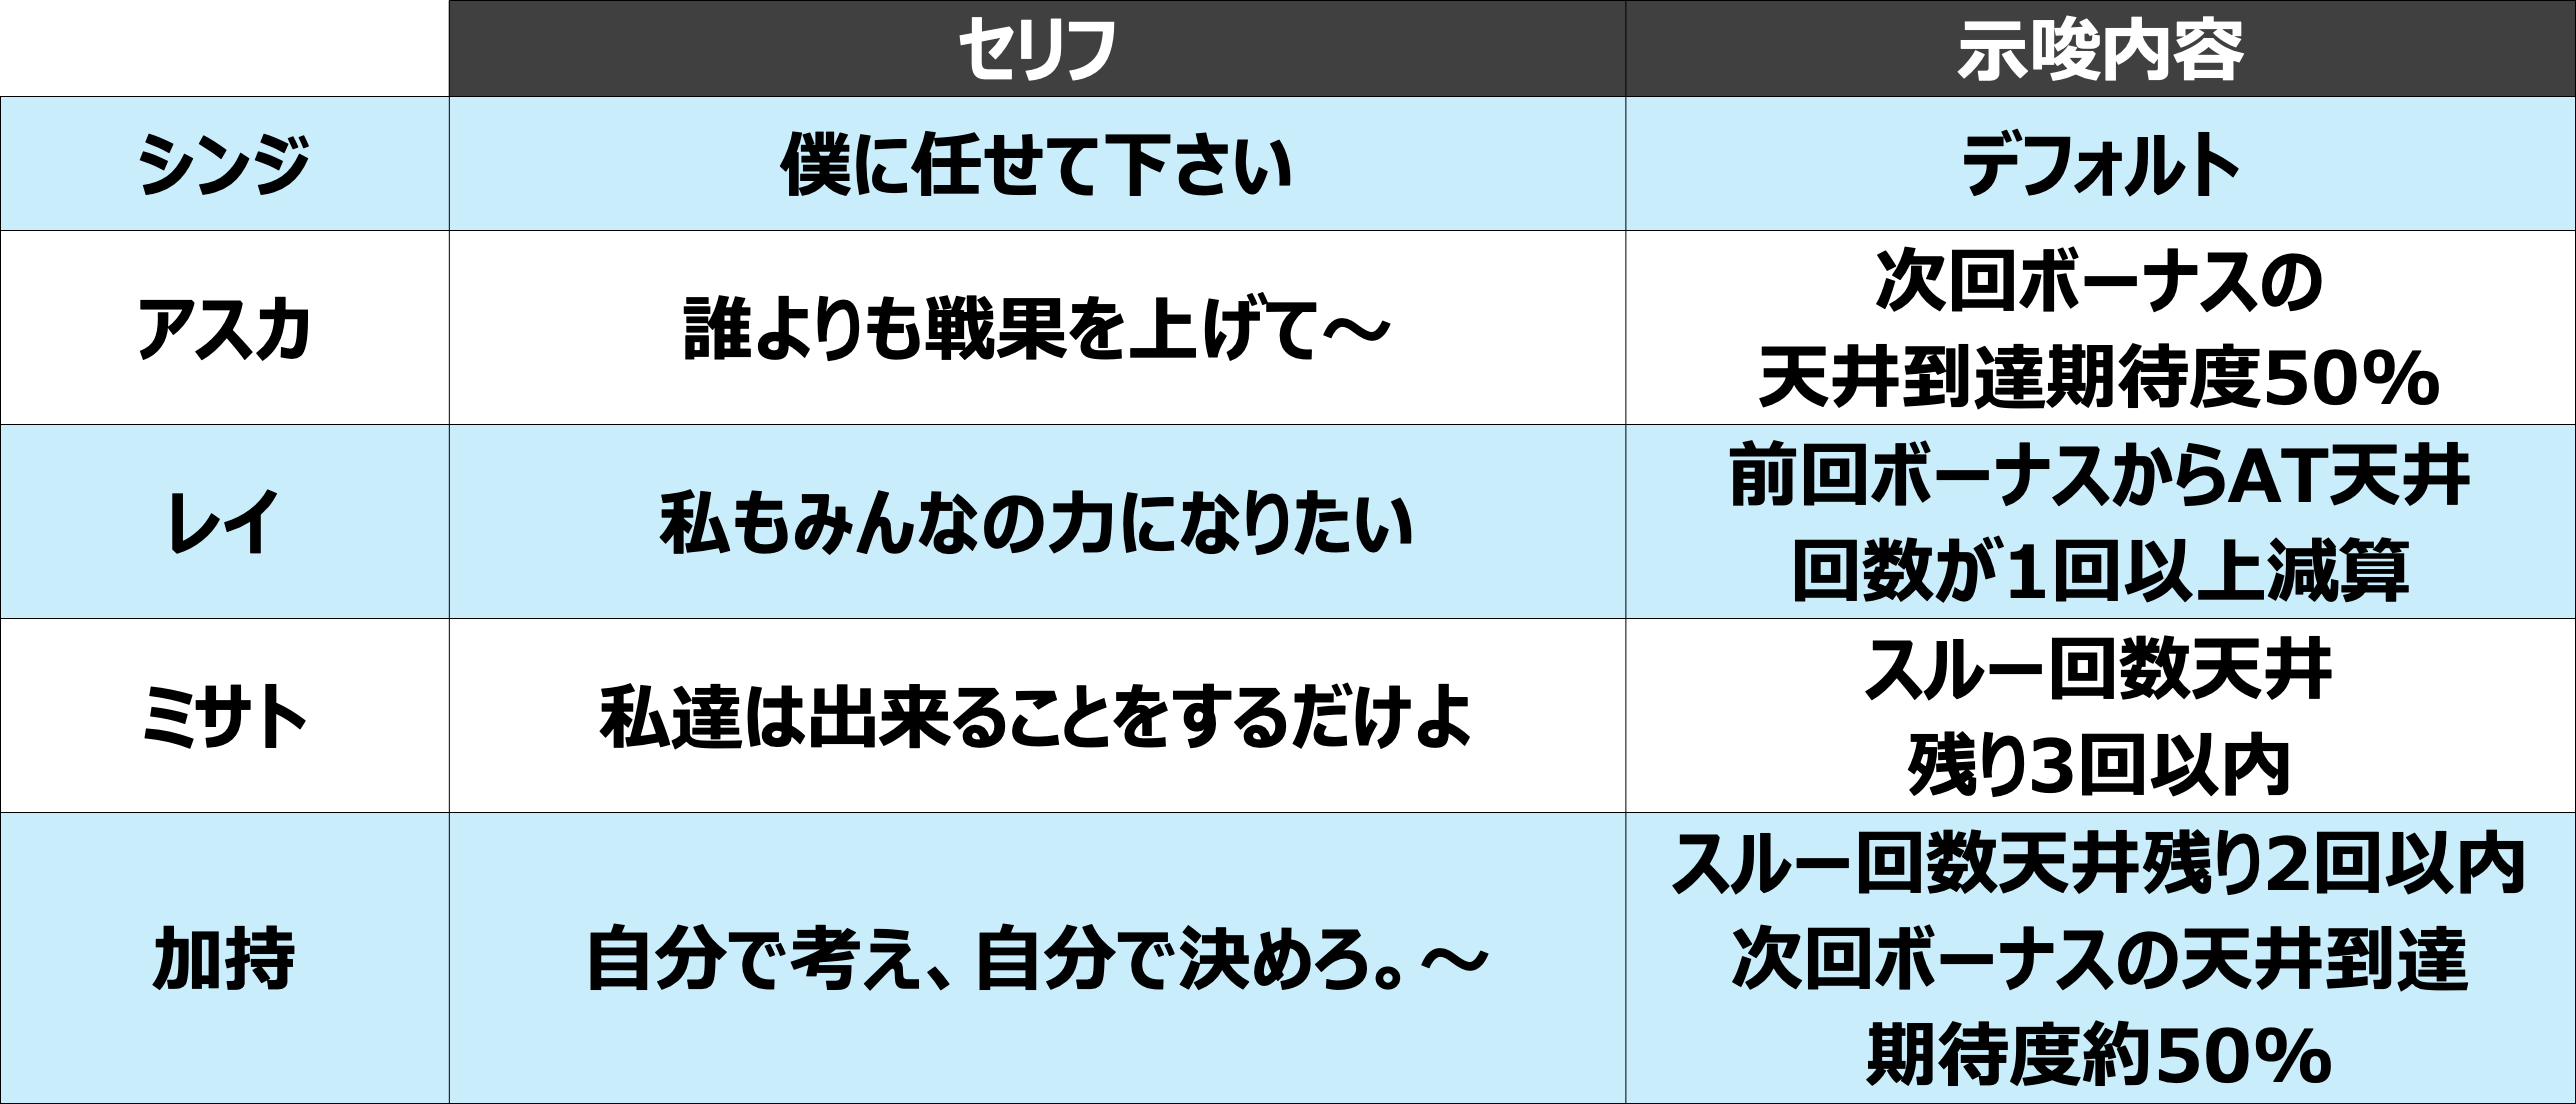 セリフ
示唆内容
シンジ
僕に任せて下さい
デフォルト
アスカ
誰よりも戦果を上げて～
次回ボーナスの
天井到達期待度50%
レイ
私もみんなの力になりたい
前回ボーナスからAT天井
回数が1回以上減算
ミサト
私達は出来ることをするだけよ
スルー回数天井
残り3回以内
加持
自分で考え、自分で決めろ。～
スルー回数天井残り2回以内
次回ボーナスの天井到達
期待度約50%